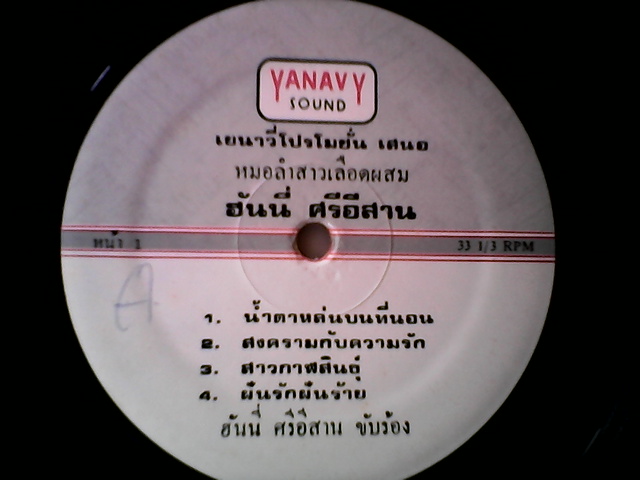 YANAVY
SOUND
เยนาวี่โปรโมชั่น เสนอ
หมอลำสาวเลือดผสม
ฮันนี่ ศรีอีสาน
หน้า 1
33 1/3 RPM
A
1. น้ำตาหล่นบนที่นอน
2. สงครามกับความรัก
3. สาวกาฬสินธุ์
4. ฝันรักฝันร้าย
ฮันนี่ ศรีอีสาน ขับร้อง